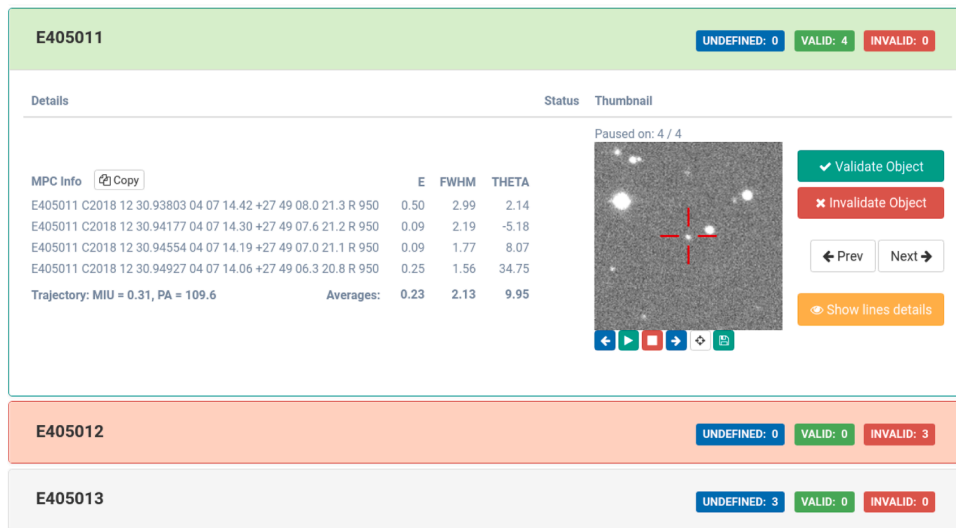 E405011
UNDEFINED: 0 VALID: 4 INVALID: 0
Details Status Thumbnail
Paused on: 4 / 4
MPC Info Copy E FWHM THETA
E405011 C2018 12 30.93803 04 07 14.42 +27 49 08.0 21.3 R 950 0.50 2.99 2.14
E405011 C2018 12 30.94177 04 07 14.30 +27 49 07.6 21.2 R 950 0.09 2.19 -5.18
E405011 C2018 12 30.94554 04 07 14.19 +27 49 07.0 21.1 R 950 0.09 1.77 8.07
E405011 C2018 12 30.94927 04 07 14.06 +27 49 06.3 20.8 R 950 0.25 1.56 34.75
Trajectory: MIU = 0.31, PA = 109.6 Averages: 0.23 2.13 9.95
Validate Object
Invalidate Object
Prev Next
Show lines details
E405012
UNDEFINED: 0 VALID: 0 INVALID: 3
E405013
UNDEFINED: 3 VALID: 0 INVALID: 0